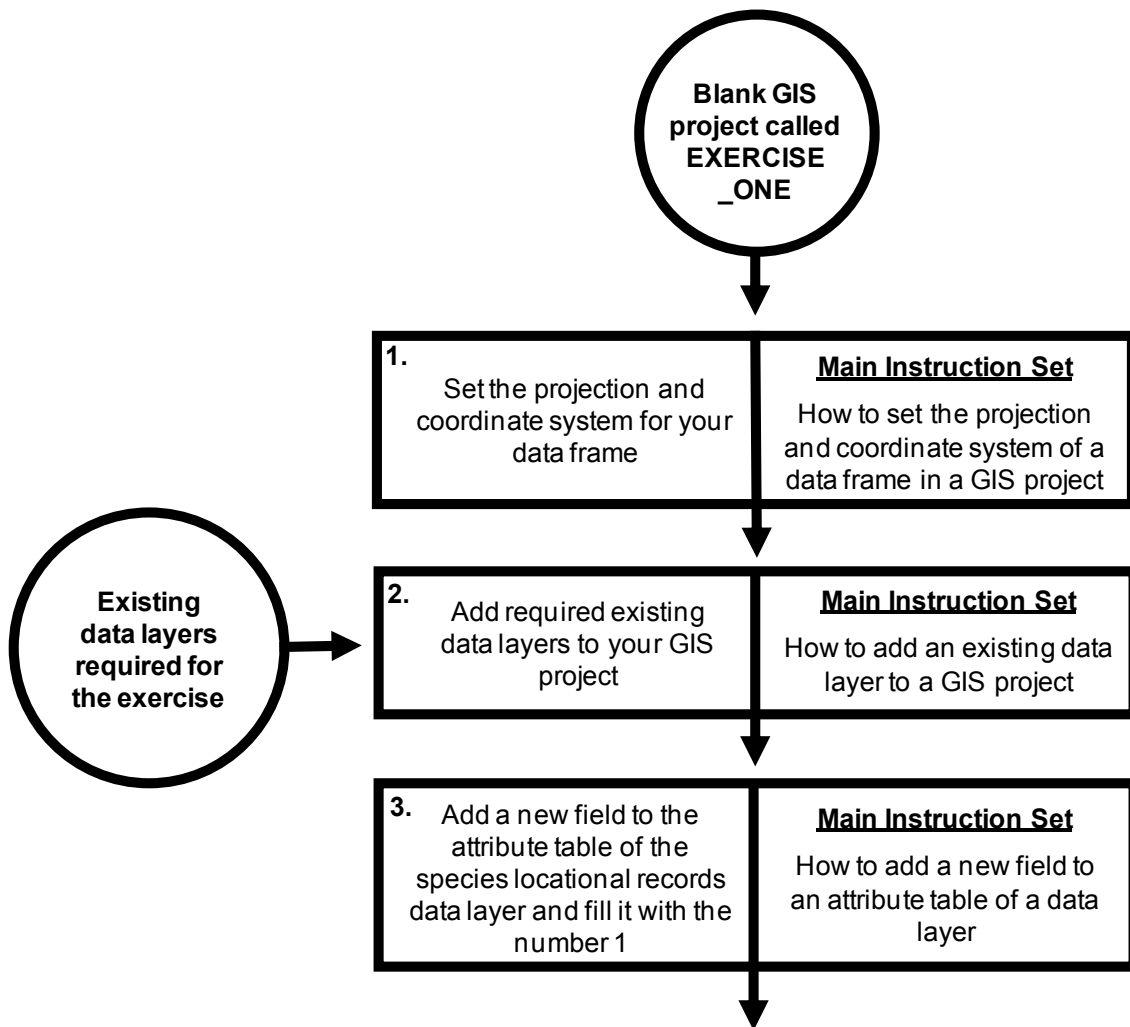 Blank GIS
project called
EXERCISE
_ONE
1.
Set the projection and
coordinate system for your
data frame
Main Instruction Set
How to set the projection
and coordinate system of a
data frame in a GIS project
Existing
data layers
required for
the exercise
2.
Add required existing
data layers to your GIS
project
Main Instruction Set
How to add an existing data
layer to a GIS project
3.
Add a new field to the
attribute table of the
species locational records
data layer and fill it with the
number 1
Main Instruction Set
How to add a new field to
an attribute table of a data
layer